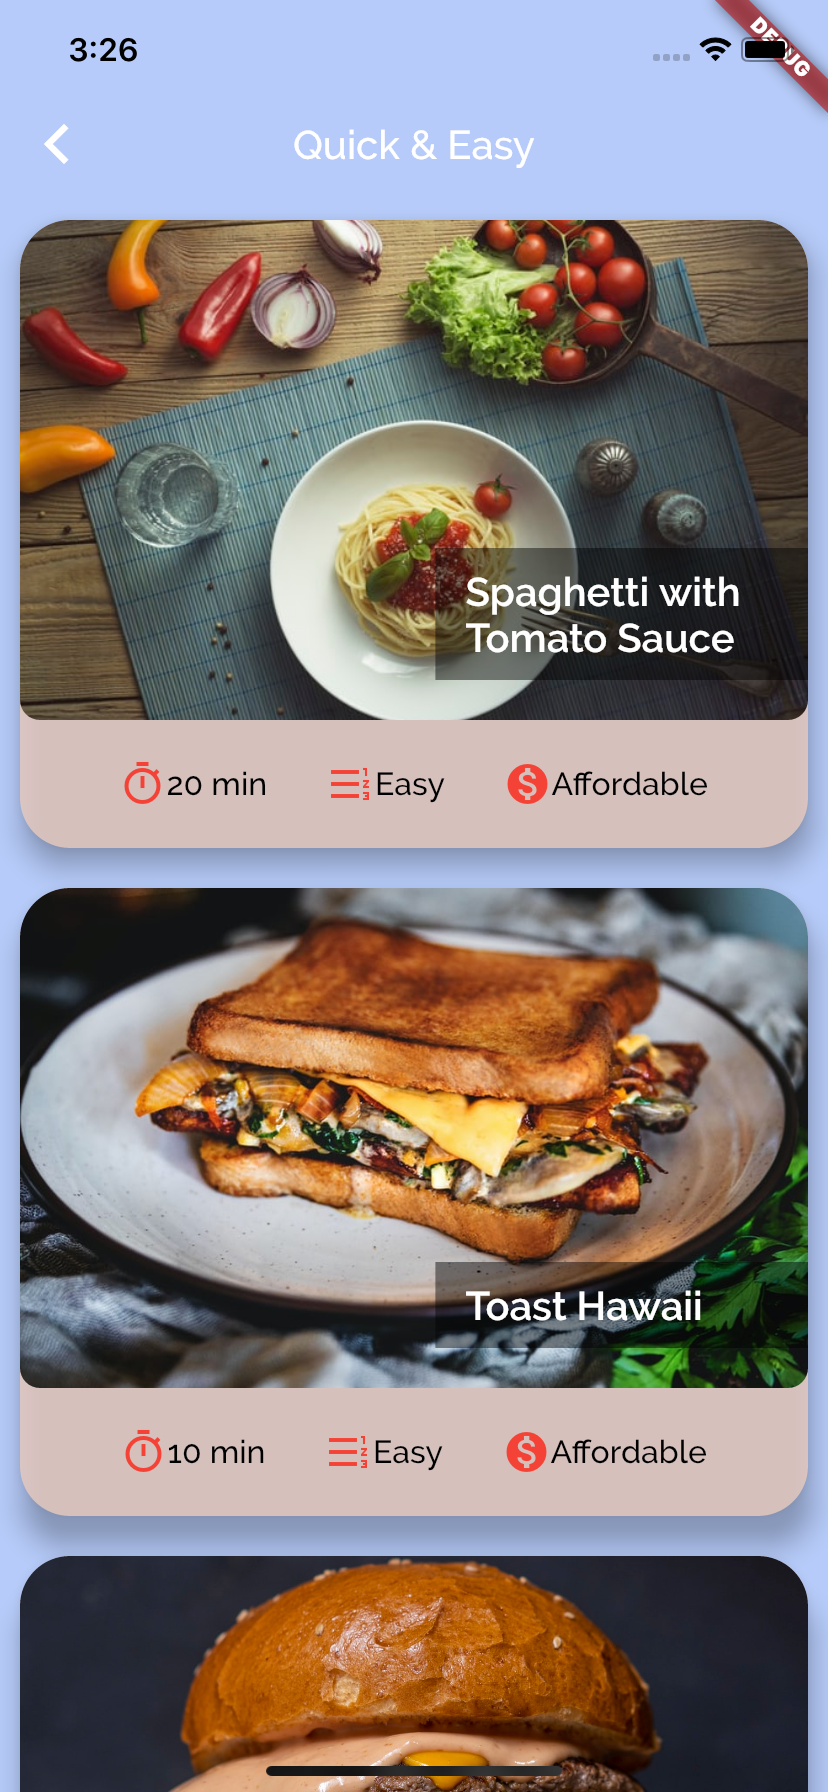 3:26
DEBUG
Quick & Easy
Spaghetti with
Tomato Sauce
20 min
Easy
Affordable
Toast Hawaii
10 min
Easy
Affordable